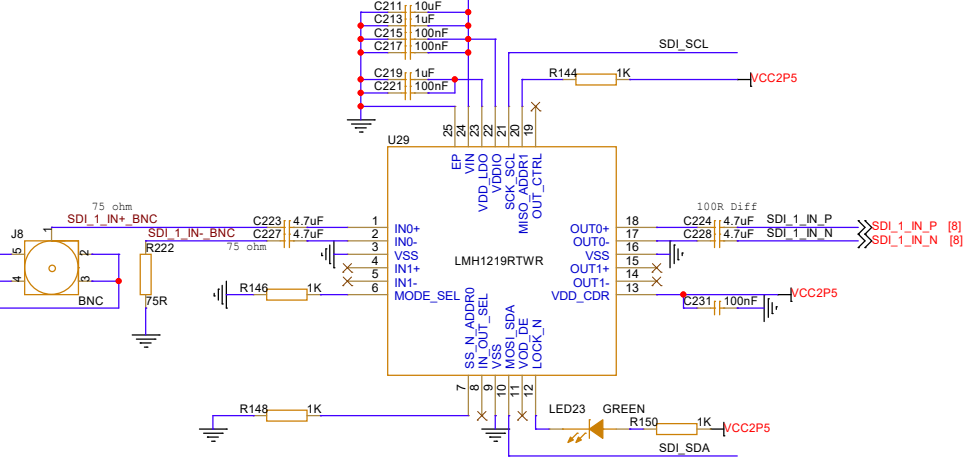 C211 10uF
C213 1uF
C215 100nF
C217 100nF
C219 1uF
C221 100nF
SDI_SCL
R144 1K
VCC2P5
U29
25 24 23 22 21 20 19
EP
VIN
VDD_LDO
VDDIO
SCK_SCL
MISO_ADDR1
OUT_CTRL
75 ohm
SDI_1_IN+_BNC
SDI_1_IN-_BNC
75 ohm
C223 4.7uF
C227 4.7uF
J8
1
5 2
4 3
BNC
R222
75R
1 IN0+
2 IN0-
3 VSS
4 IN1+
5 IN1-
6 MODE_SEL
R146 1K
LMH1219RTWR
OUT0+ 18
OUT0- 17
VSS 16
OUT1+ 15
OUT1- 14
VDD_CDR 13
100R Diff
C224 4.7uF SDI_1_IN_P
C228 4.7uF SDI_1_IN_N
SDI_1_IN_P [8]
SDI_1_IN_N [8]
VCC2P5
C231 100nF
SS_N_ADDR0
IN_OUT_SEL
VSS
MOSI_SDA
VOD_DE
LOCK_N
7 8 9 10 11 12
R148 1K
LED23 GREEN
R150 1K
VCC2P5
SDI_SDA